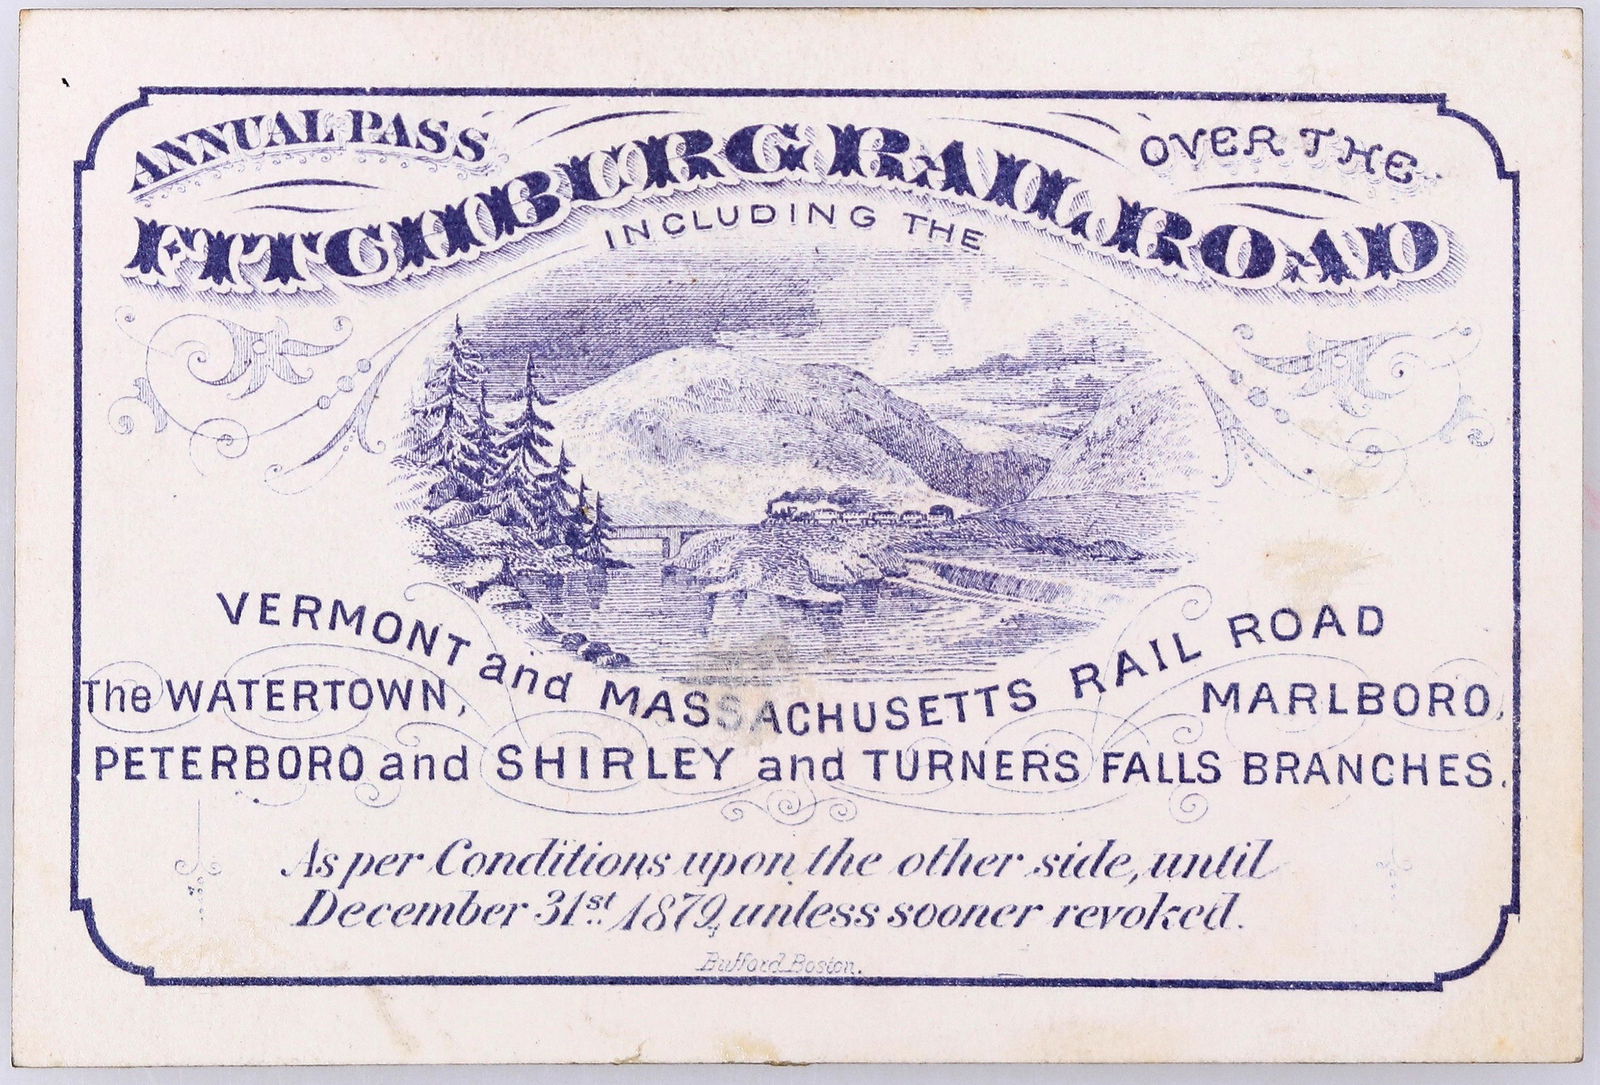 ANNUAL PASS OVER THE
FITCHBURG RAILROAD
INCLUDING THE
VERMONT and MASSACHUSETTS RAIL ROAD
The WATERTOWN, MARLBORO,
PETERBORO and SHIRLEY and TURNERS FALLS BRANCHES.
As per Conditions upon the other side, until
December 31st 1879, unless sooner revoked.
Bufford Boston.